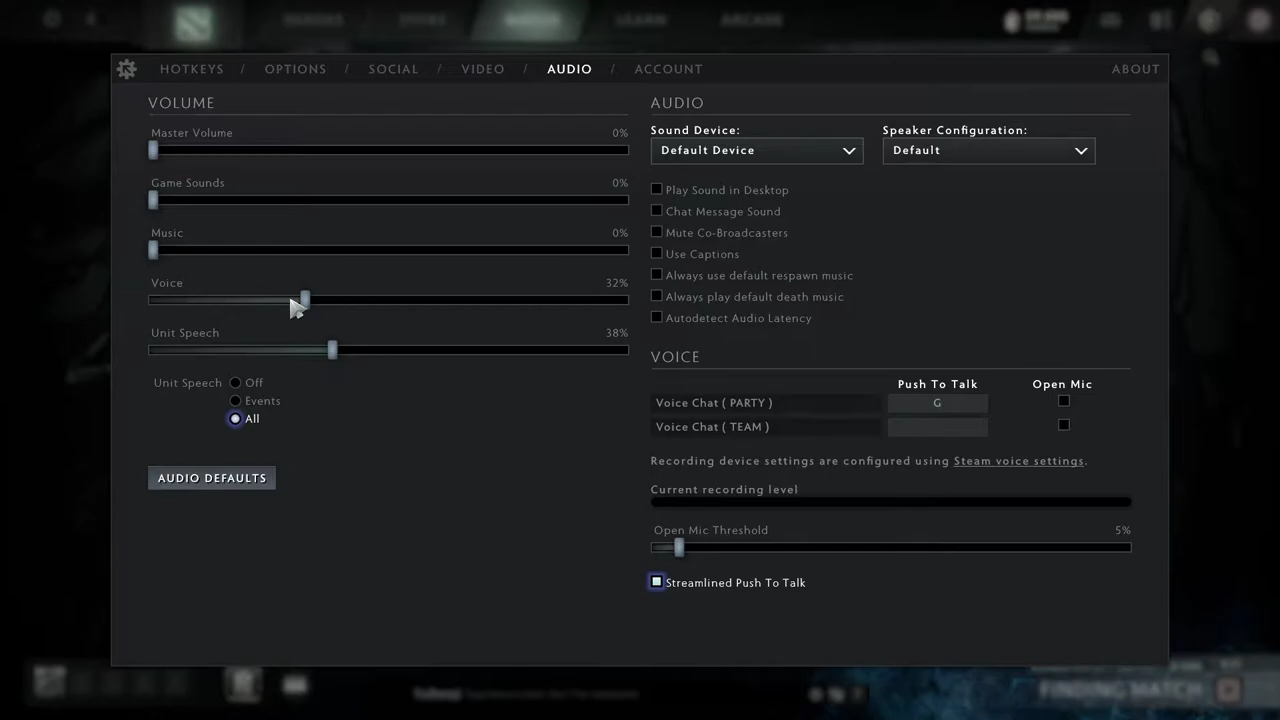 HEROES STORE WATCH LEARN ARCADE
HOTKEYS / OPTIONS / SOCIAL / VIDEO / AUDIO / ACCOUNT ABOUT
VOLUME
Master Volume 0%
Game Sounds 0%
Music 0%
Voice 32%
Unit Speech 38%
Unit Speech Off
Events
All
AUDIO DEFAULTS
AUDIO
Sound Device: Speaker Configuration:
Default Device Default
Play Sound in Desktop
Chat Message Sound
Mute Co-Broadcasters
Use Captions
Always use default respawn music
Always play default death music
Autodetect Audio Latency
VOICE
Push To Talk Open Mic
Voice Chat ( PARTY ) G
Voice Chat ( TEAM )
Recording device settings are configured using Steam voice settings.
Current recording level
Open Mic Threshold 5%
Streamlined Push To Talk
FINDING MATCH